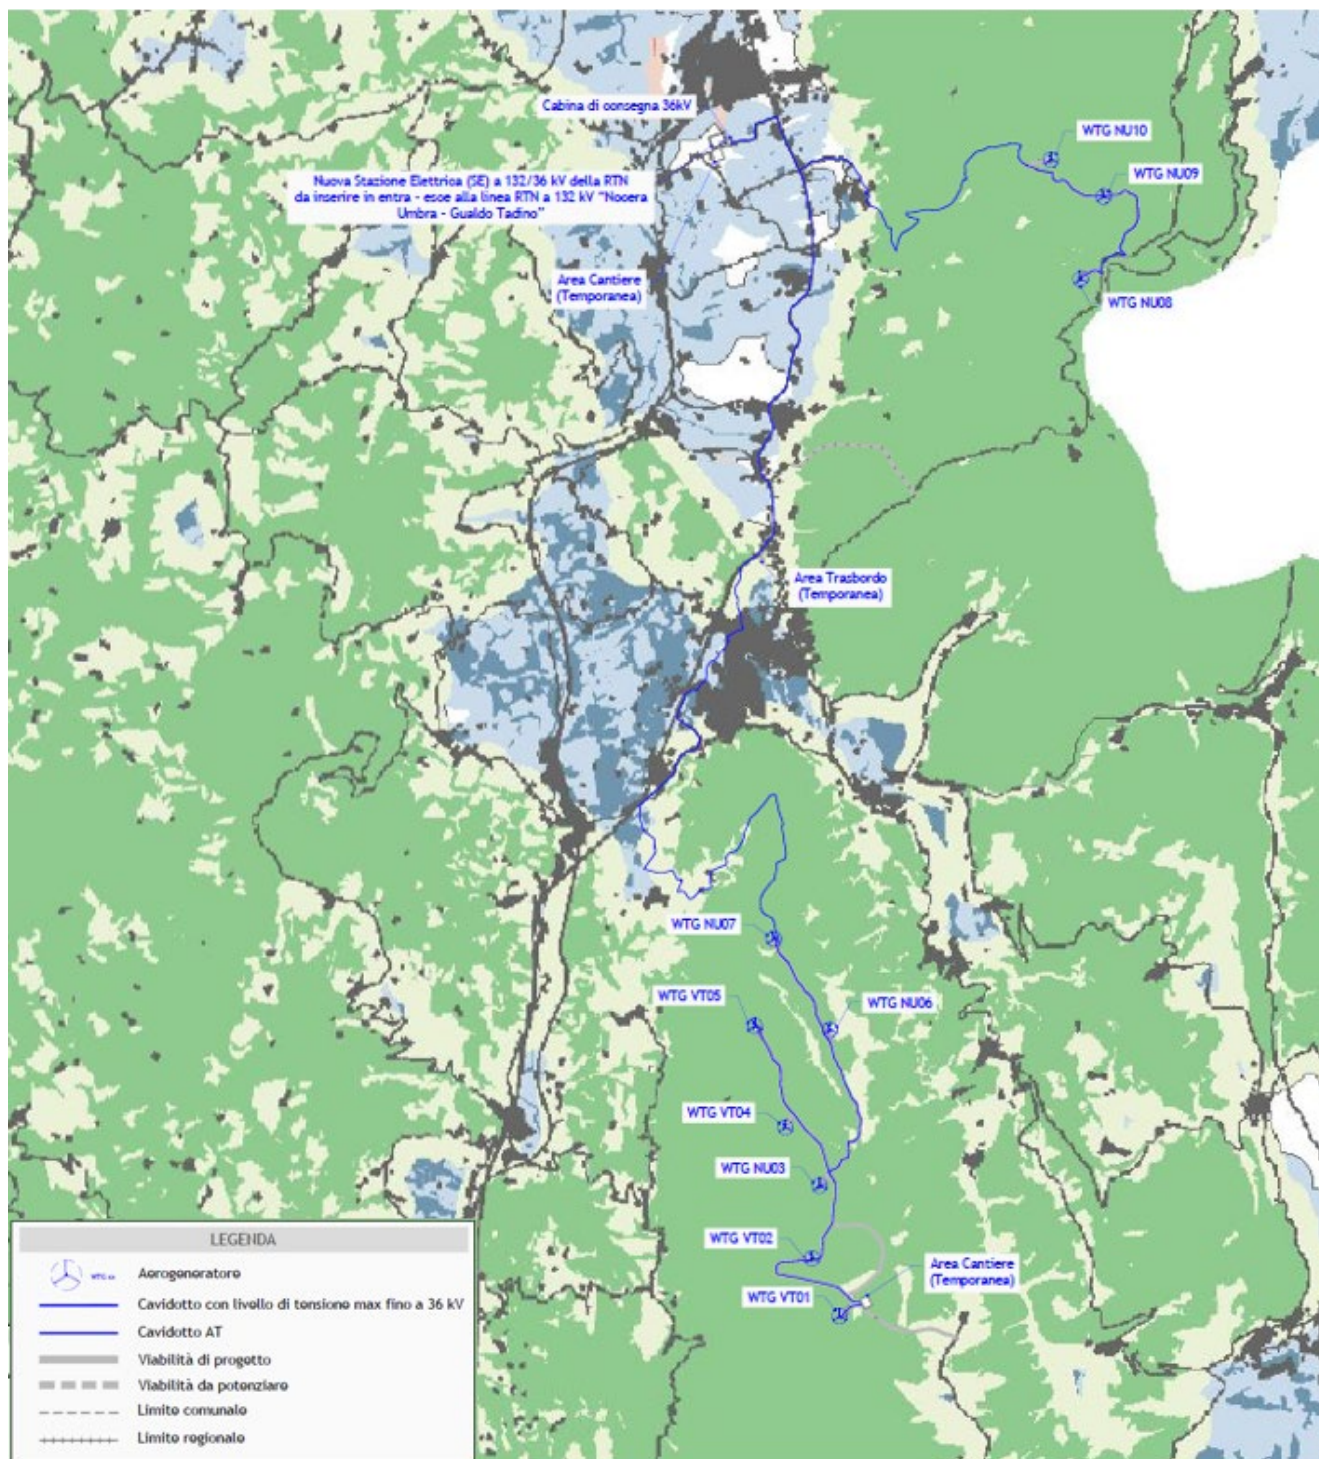 Cabina di consegna 36kV
WTG NU10
WTG NU09
Nuova Stazione Elettrica (SE) a 132/36 kV della RTN
da inserire in entra - esce alla linea RTN a 132 kV "Nocera
Umbra - Gualdo Tadino"
Area Cantiere
(Temporanea)
WTG NU08
Area Trasbordo
(Temporanea)
WTG NU07
WTG VT05
WTG NU06
WTG VT04
WTG NU03
WTG VT02
Area Cantiere
(Temporanea)
WTG VT01
LEGENDA
WTG xx Aerogeneratore
Cavidotto con livello di tensione max fino a 36 kV
Cavidotto AT
Viabilità di progetto
Viabilità da potenziare
Limite comunale
Limite regionale